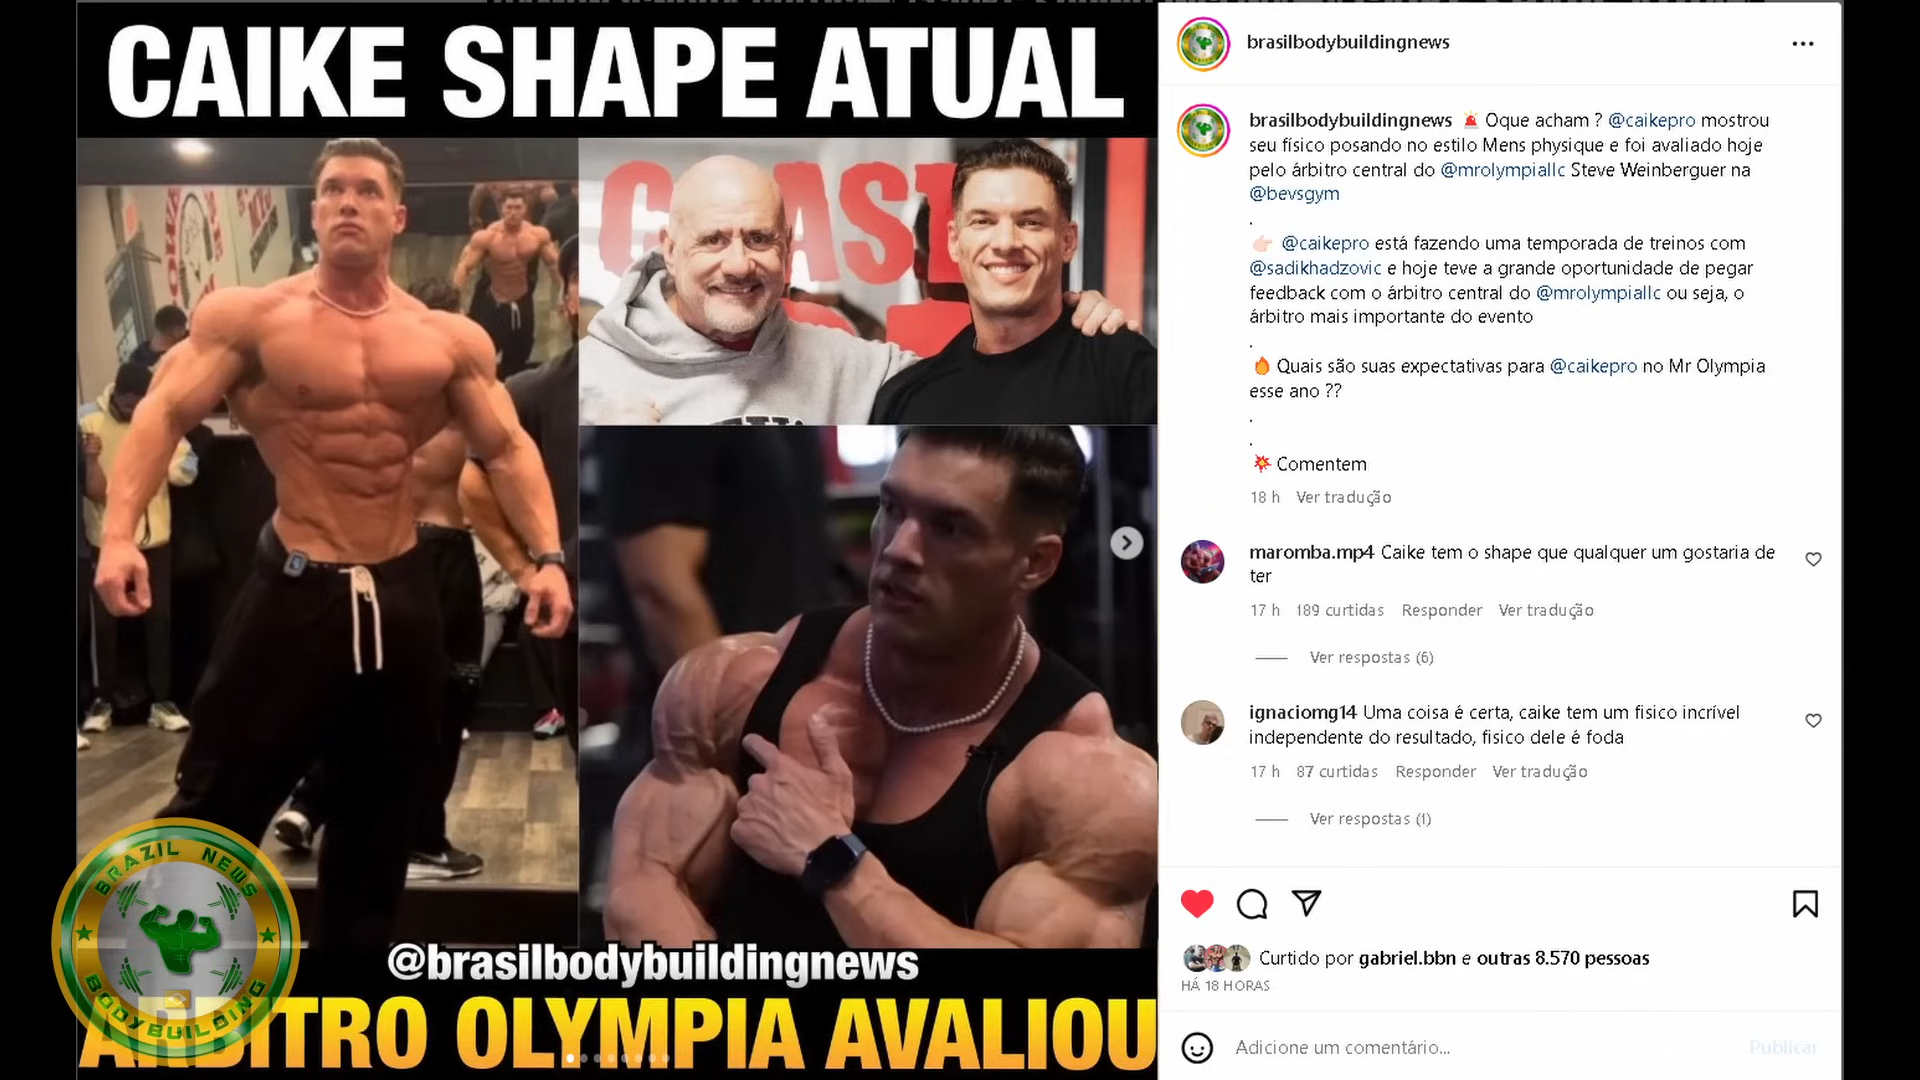 CAIKE SHAPE ATUAL
@brasilbodybuildingnews
ARBITRO OLYMPIA AVALIOU
BRAZIL NEWS
BODYBUILDING
brasilbodybuildingnews
brasilbodybuildingnews 🚨 Oque acham ? @caikepro mostrou
seu físico posando no estilo Mens physique e foi avaliado hoje
pelo árbitro central do @mrolympiallc Steve Weinberguer na
@bevsgym
.
👉🏻 @caikepro está fazendo uma temporada de treinos com
@sadikhadzovic e hoje teve a grande oportunidade de pegar
feedback com o árbitro central do @mrolympiallc ou seja, o
árbitro mais importante do evento
.
🔥 Quais são suas expectativas para @caikepro no Mr Olympia
esse ano ??
.
.
💥 Comentem
18 h Ver tradução
maromba.mp4 Caike tem o shape que qualquer um gostaria de
ter
17 h 189 curtidas Responder Ver tradução
Ver respostas (6)
ignaciomg14 Uma coisa é certa, caike tem um fisico incrível
independente do resultado, fisico dele é foda
17 h 87 curtidas Responder Ver tradução
Ver respostas (1)
Curtido por gabriel.bbn e outras 8.570 pessoas
HÁ 18 HORAS
Adicione um comentário...
Publicar